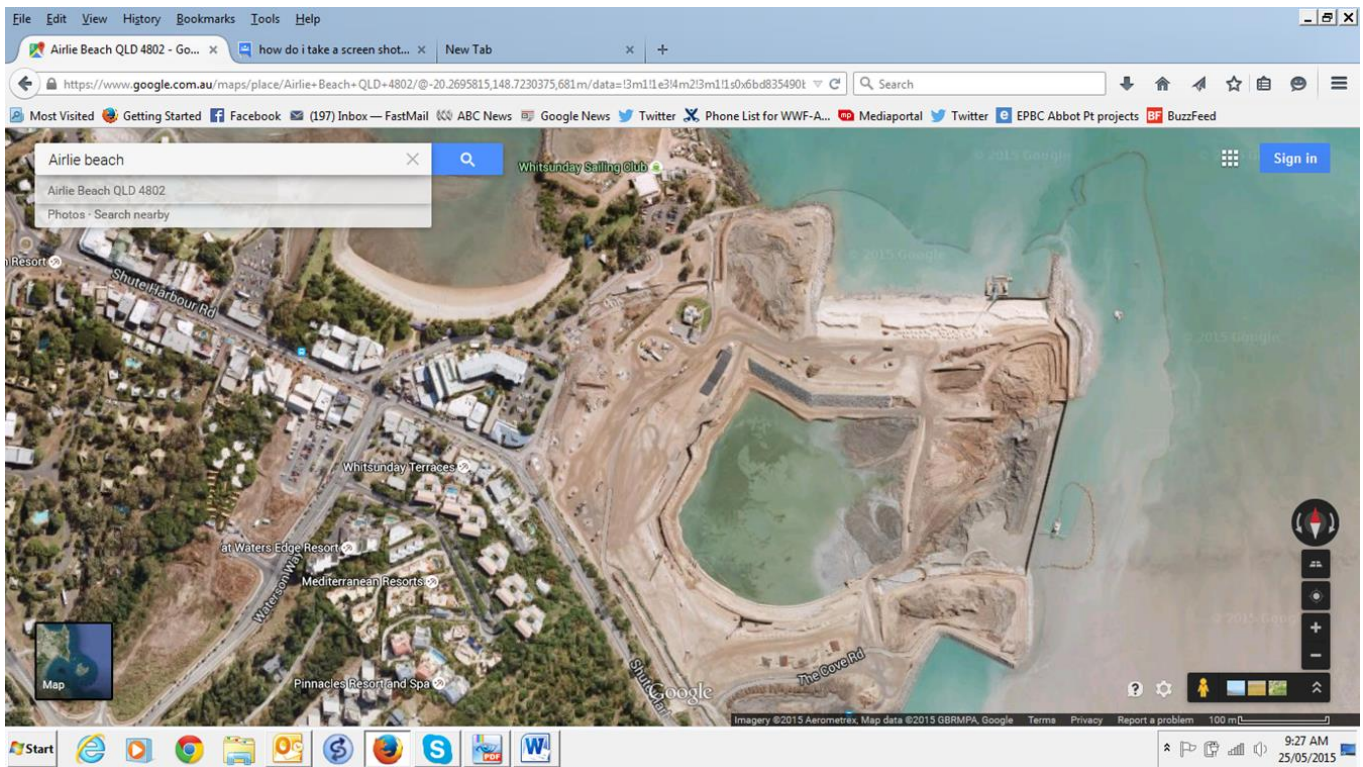 File Edit View History Bookmarks Tools Help
Airlie Beach QLD 4802 - Go... × how do i take a screen shot... × New Tab × +
https://www.google.com.au/maps/place/Airlie+Beach+QLD+4802/@-20.2695815,148.7230375,681m/data=!3m1!1e3!4m2!3m1!1s0x6bd835490 Search
Most Visited Getting Started Facebook (197) Inbox — FastMail ABC News Google News Twitter Phone List for WWF-A... Mediaportal Twitter EPBC Abbot Pt projects BuzzFeed
Airlie beach
Airlie Beach QLD 4802
Photos · Search nearby
Whitsunday Sailing Club
© 2015 Google
Sign in
Resort
Shute Harbour Rd
© 2015 Google
© 2015 Google
Whitsunday Terraces
at Waters Edge Resort
Mediterranean Resorts
Waterson Way
© 2015 Google
Map
Pinnacles Resort and Spa
Google
The Cove Rd
Imagery ©2015 Aerometrex, Map data ©2015 GBRMPA, Google Terms Privacy Report a problem 100 m
Start
9:27 AM
25/05/2015